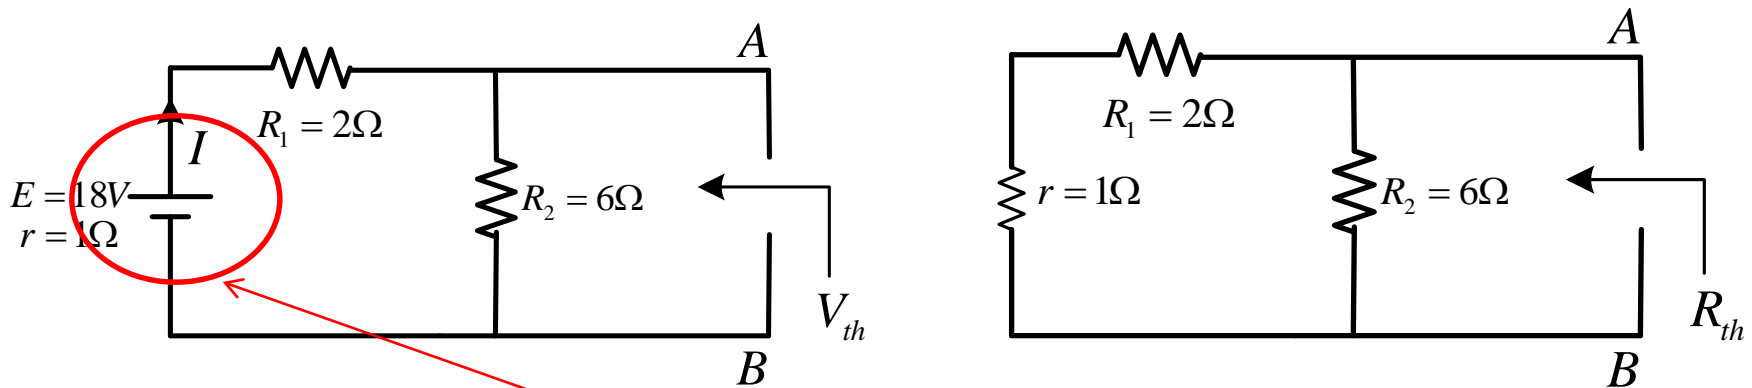 A
R₁ = 2Ω
I
E = 18V
r = 1Ω
R₂ = 6Ω
Vth
B
A
R₁ = 2Ω
r = 1Ω
R₂ = 6Ω
Rth
B